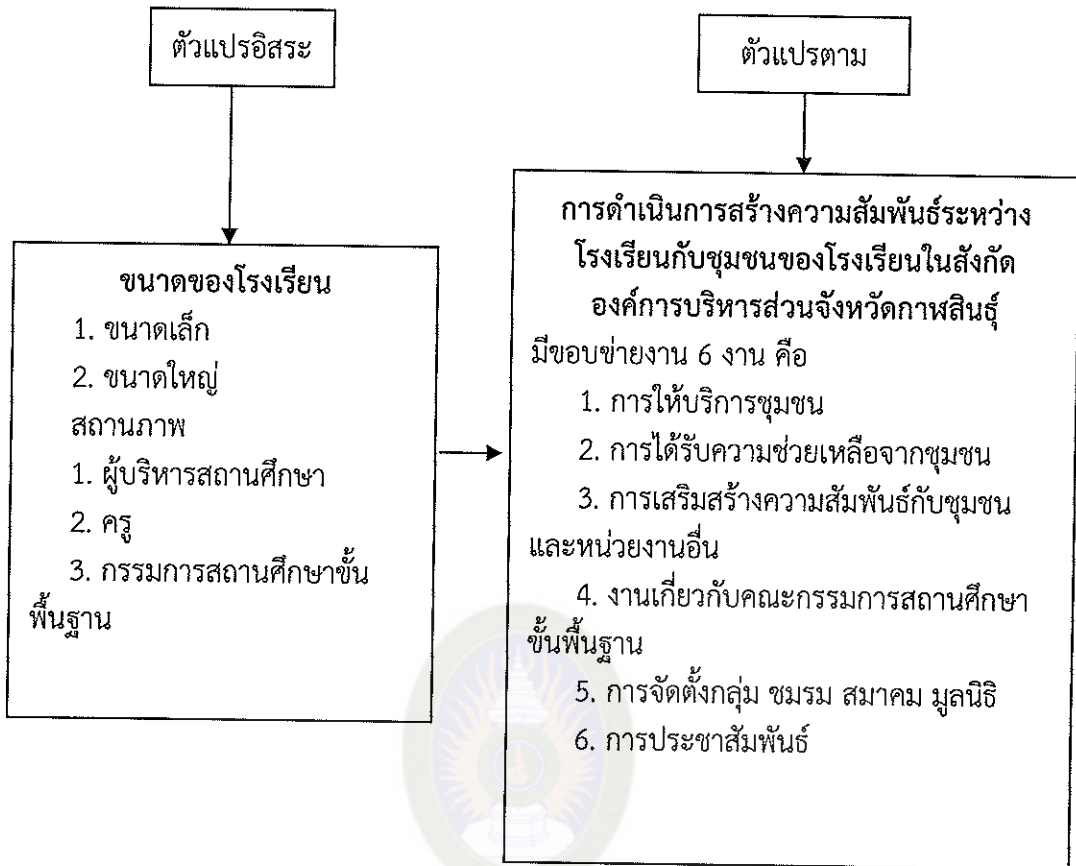 ตัวแปรอิสระ
ตัวแปรตาม
ขนาดของโรงเรียน
1. ขนาดเล็ก
2. ขนาดใหญ่
สถานภาพ
1. ผู้บริหารสถานศึกษา
2. ครู
3. กรรมการสถานศึกษาขั้น
พื้นฐาน
การดำเนินการสร้างความสัมพันธ์ระหว่าง
โรงเรียนกับชุมชนของโรงเรียนในสังกัด
องค์การบริหารส่วนจังหวัดกาฬสินธุ์
มีขอบข่ายงาน 6 งาน คือ
1. การให้บริการชุมชน
2. การได้รับความช่วยเหลือจากชุมชน
3. การเสริมสร้างความสัมพันธ์กับชุมชน
และหน่วยงานอื่น
4. งานเกี่ยวกับคณะกรรมการสถานศึกษา
ขั้นพื้นฐาน
5. การจัดตั้งกลุ่ม ชมรม สมาคม มูลนิธิ
6. การประชาสัมพันธ์